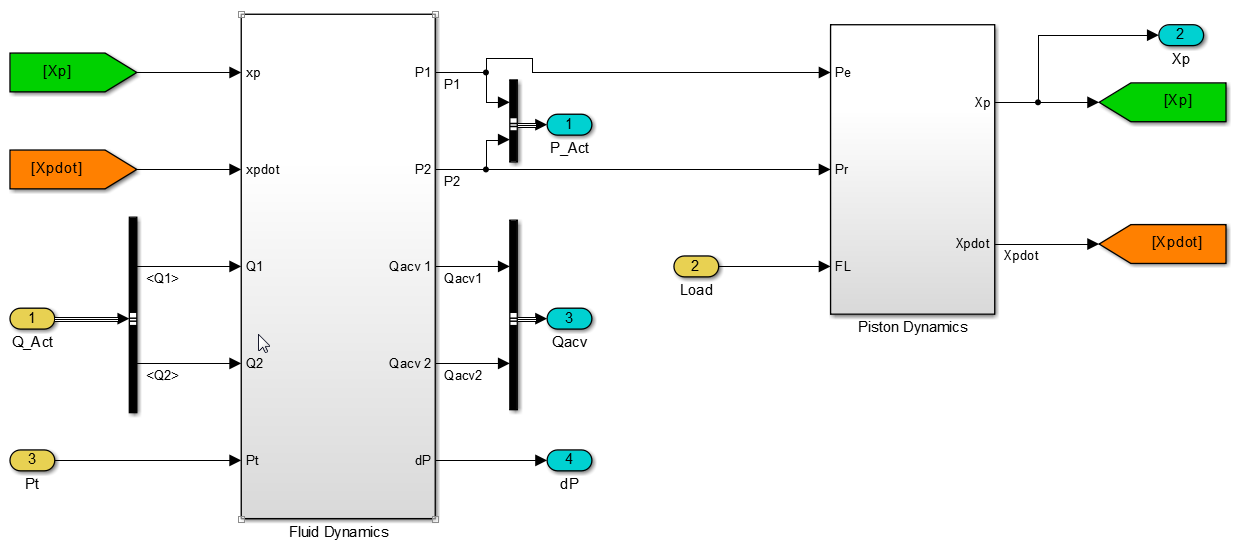 [Xp]
[Xpdot]
1
Q_Act
<Q1>
<Q2>
3
Pt
xp
xpdot
Q1
Q2
Pt
P1
P2
Qacv 1
Qacv 2
dP
Fluid Dynamics
P1
P2
Qacv1
Qacv2
1
P_Act
3
Qacv
4
dP
2
Load
Pe
Pr
FL
Xp
Xpdot
Piston Dynamics
Xpdot
2
Xp
[Xp]
[Xpdot]